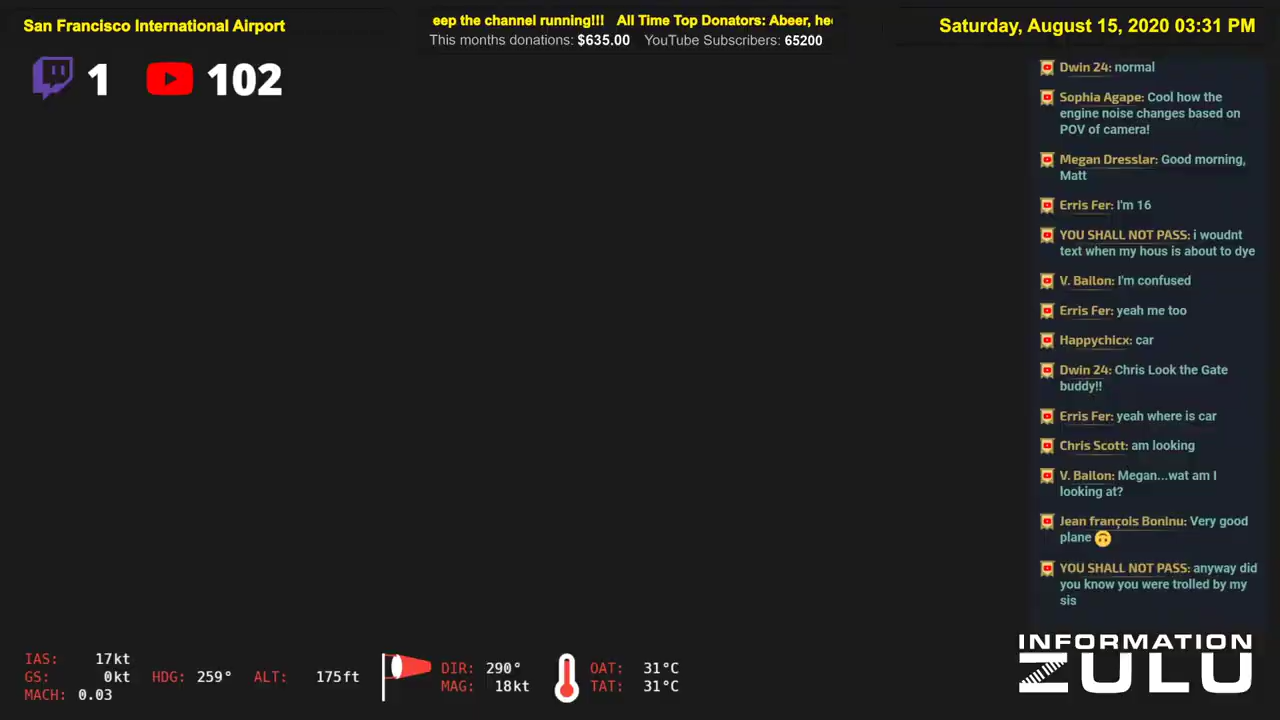 San Francisco International Airport
eep the channel running!!! All Time Top Donators: Abeer, he
This months donations: $635.00 YouTube Subscribers: 65200
Saturday, August 15, 2020 03:31 PM
1 102
Dwin 24: normal
Sophia Agape: Cool how the
engine noise changes based on
POV of camera!
Megan Dresslar: Good morning,
Matt
Erris Fer: I'm 16
YOU SHALL NOT PASS: i woudnt
text when my hous is about to dye
V. Bailon: I'm confused
Erris Fer: yeah me too
Happychicx: car
Dwin 24: Chris Look the Gate
buddy!!
Erris Fer: yeah where is car
Chris Scott: am looking
V. Bailon: Megan...wat am I
looking at?
Jean françois Boninu: Very good
plane 🙃
YOU SHALL NOT PASS: anyway did
you know you were trolled by my
sis
IAS: 17kt
GS: 0kt
MACH: 0.03
HDG: 259° ALT: 175ft
DIR: 290°
MAG: 18kt
OAT: 31°C
TAT: 31°C
INFORMATION
ZULU